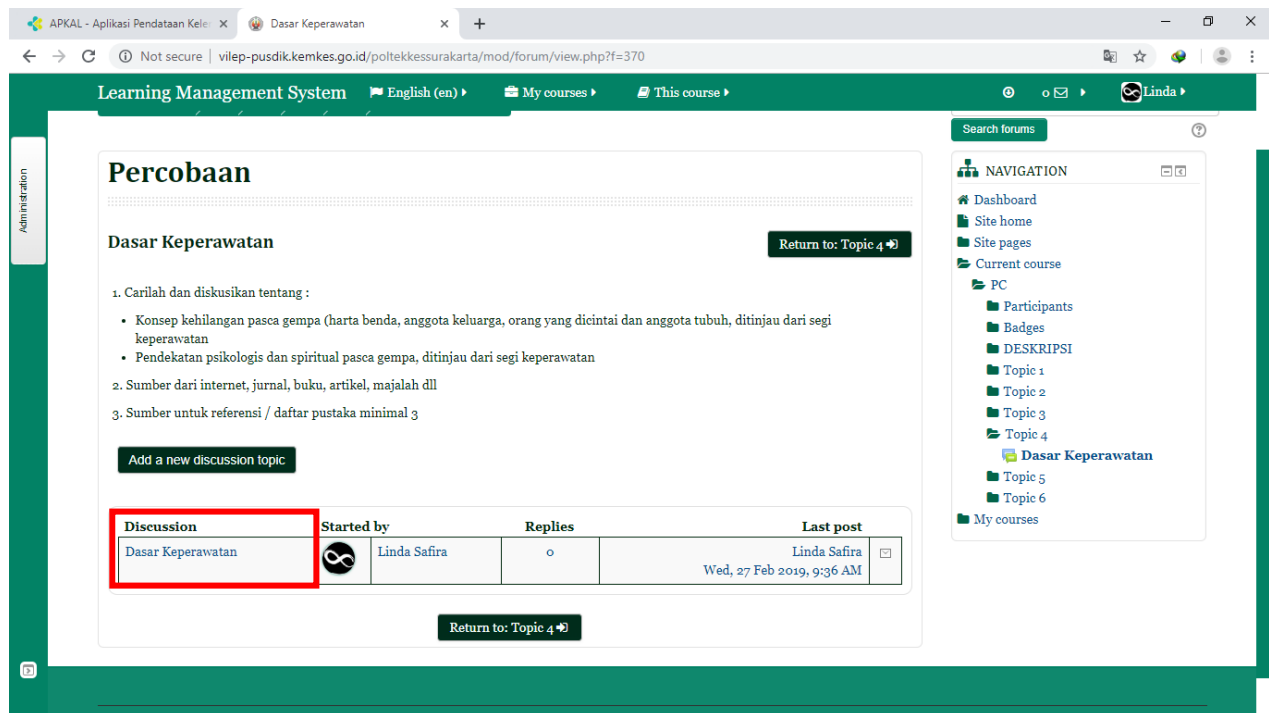 APKAL - Aplikasi Pendataan Kele
Dasar Keperawatan
Not secure | vilep-pusdik.kemkes.go.id/poltekkessurakarta/mod/forum/view.php?f=370
Learning Management System
English (en)
My courses
This course
0
Linda
Search forums
Administration
Percobaan
Dasar Keperawatan
Return to: Topic 4
1. Carilah dan diskusikan tentang :
• Konsep kehilangan pasca gempa (harta benda, anggota keluarga, orang yang dicintai dan anggota tubuh, ditinjau dari segi
keperawatan
• Pendekatan psikologis dan spiritual pasca gempa, ditinjau dari segi keperawatan
2. Sumber dari internet, jurnal, buku, artikel, majalah dll
3. Sumber untuk referensi / daftar pustaka minimal 3
Add a new discussion topic
Discussion Started by Replies Last post
Dasar Keperawatan Linda Safira 0 Linda Safira
Wed, 27 Feb 2019, 9:36 AM
Return to: Topic 4
NAVIGATION
Dashboard
Site home
Site pages
Current course
PC
Participants
Badges
DESKRIPSI
Topic 1
Topic 2
Topic 3
Topic 4
Dasar Keperawatan
Topic 5
Topic 6
My courses